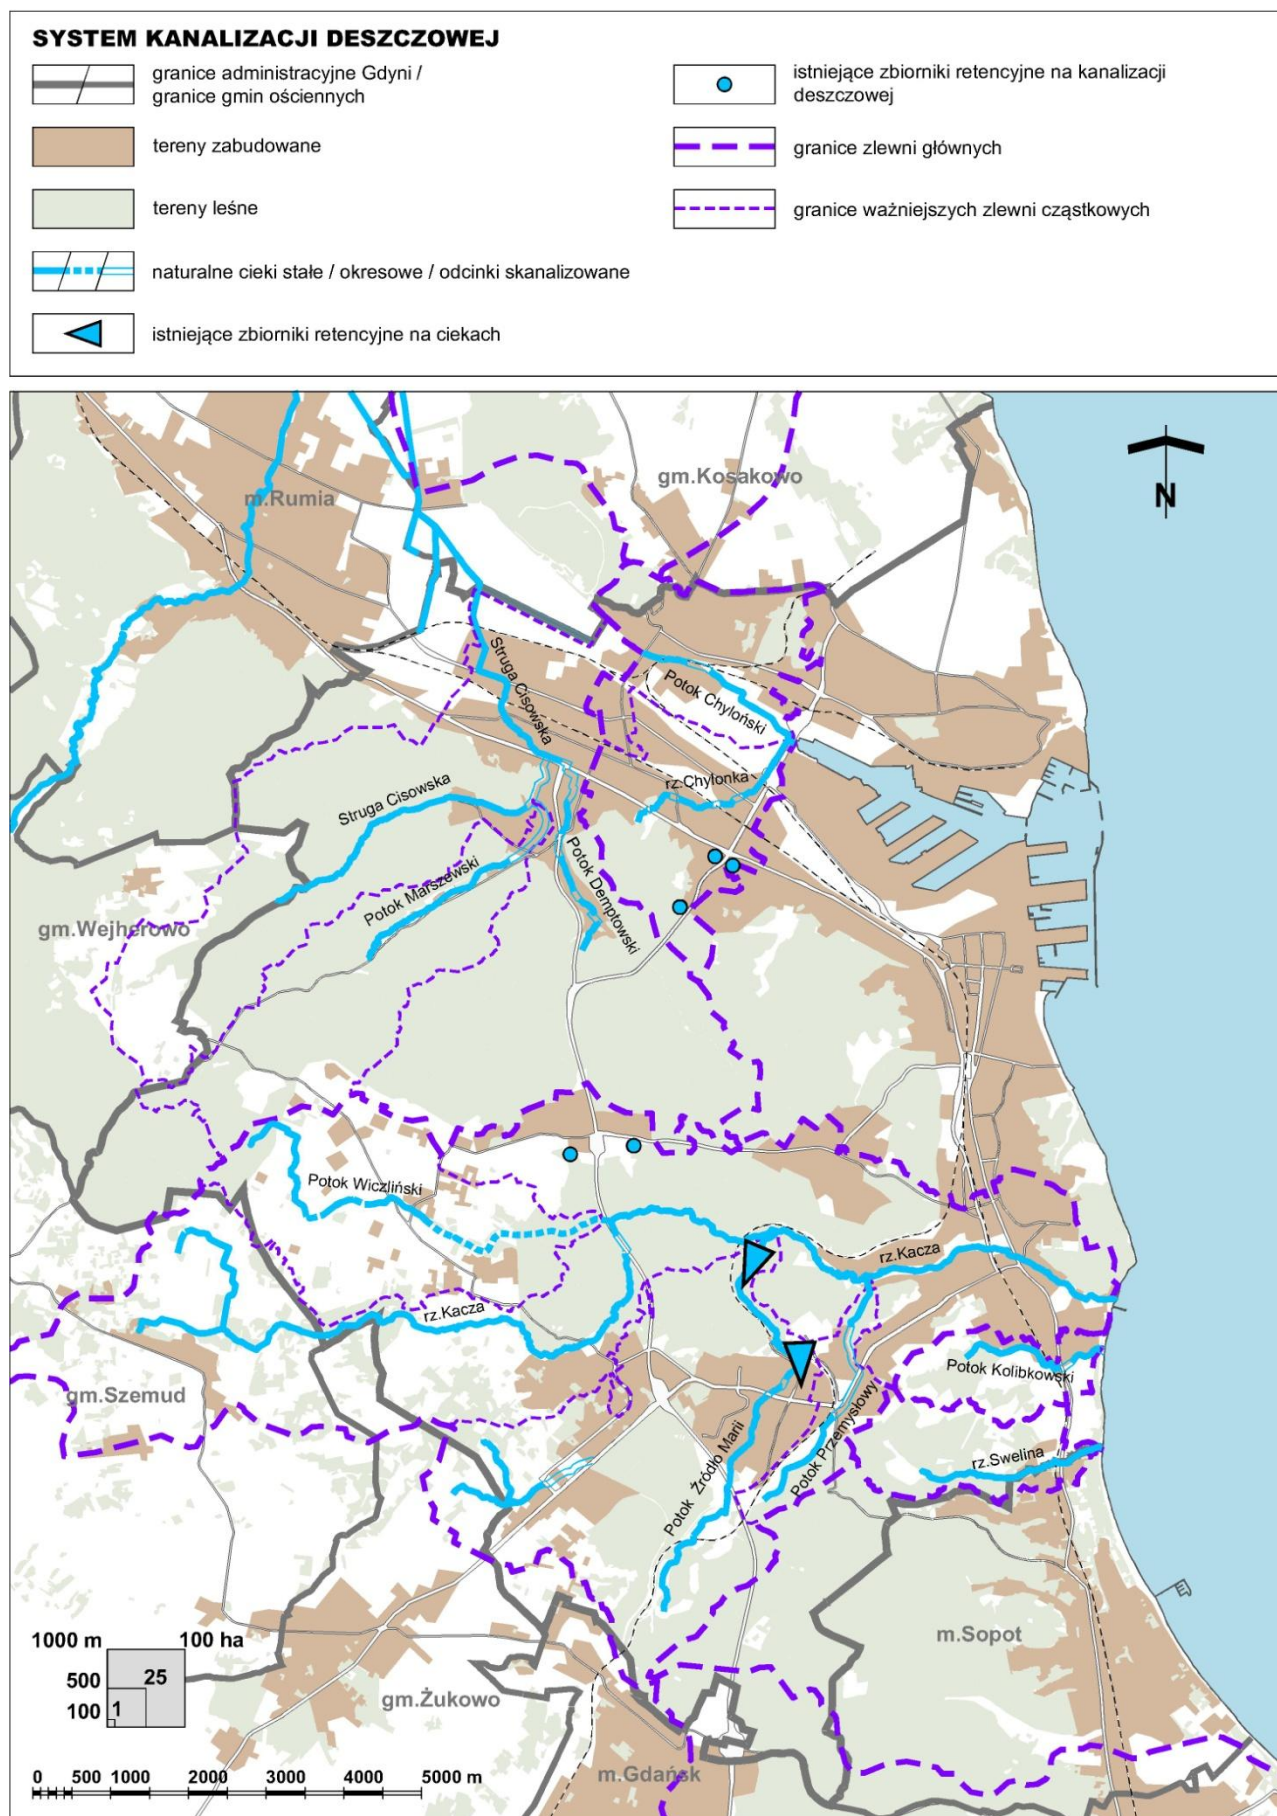 SYSTEM KANALIZACJI DESZCZOWEJ
granice administracyjne Gdyni /
granice gmin ościennych
tereny zabudowane
tereny leśne
naturalne cieki stałe / okresowe / odcinki skanalizowane
istniejące zbiorniki retencyjne na ciekach
istniejące zbiorniki retencyjne na kanalizacji
deszczowej
granice zlewni głównych
granice ważniejszych zlewni cząstkowych
gm.Kosakowo
m.Rumia
N
Struga Cisowska
Potok Chyloński
rz.Chylonka
Struga Cisowska
Potok Marszewski
Potok Demptowski
gm.Wejherowo
Potok Wiczliński
rz.Kacza
rz.Kacza
Potok Kolibkowski
gm.Szemud
Potok Przemysłowy
Potok Źródło Marii
rz.Swelina
m.Sopot
gm.Żukowo
m.Gdańsk
1000 m
100 ha
500
25
100
1
0 500 1000 2000 3000 4000 5000 m